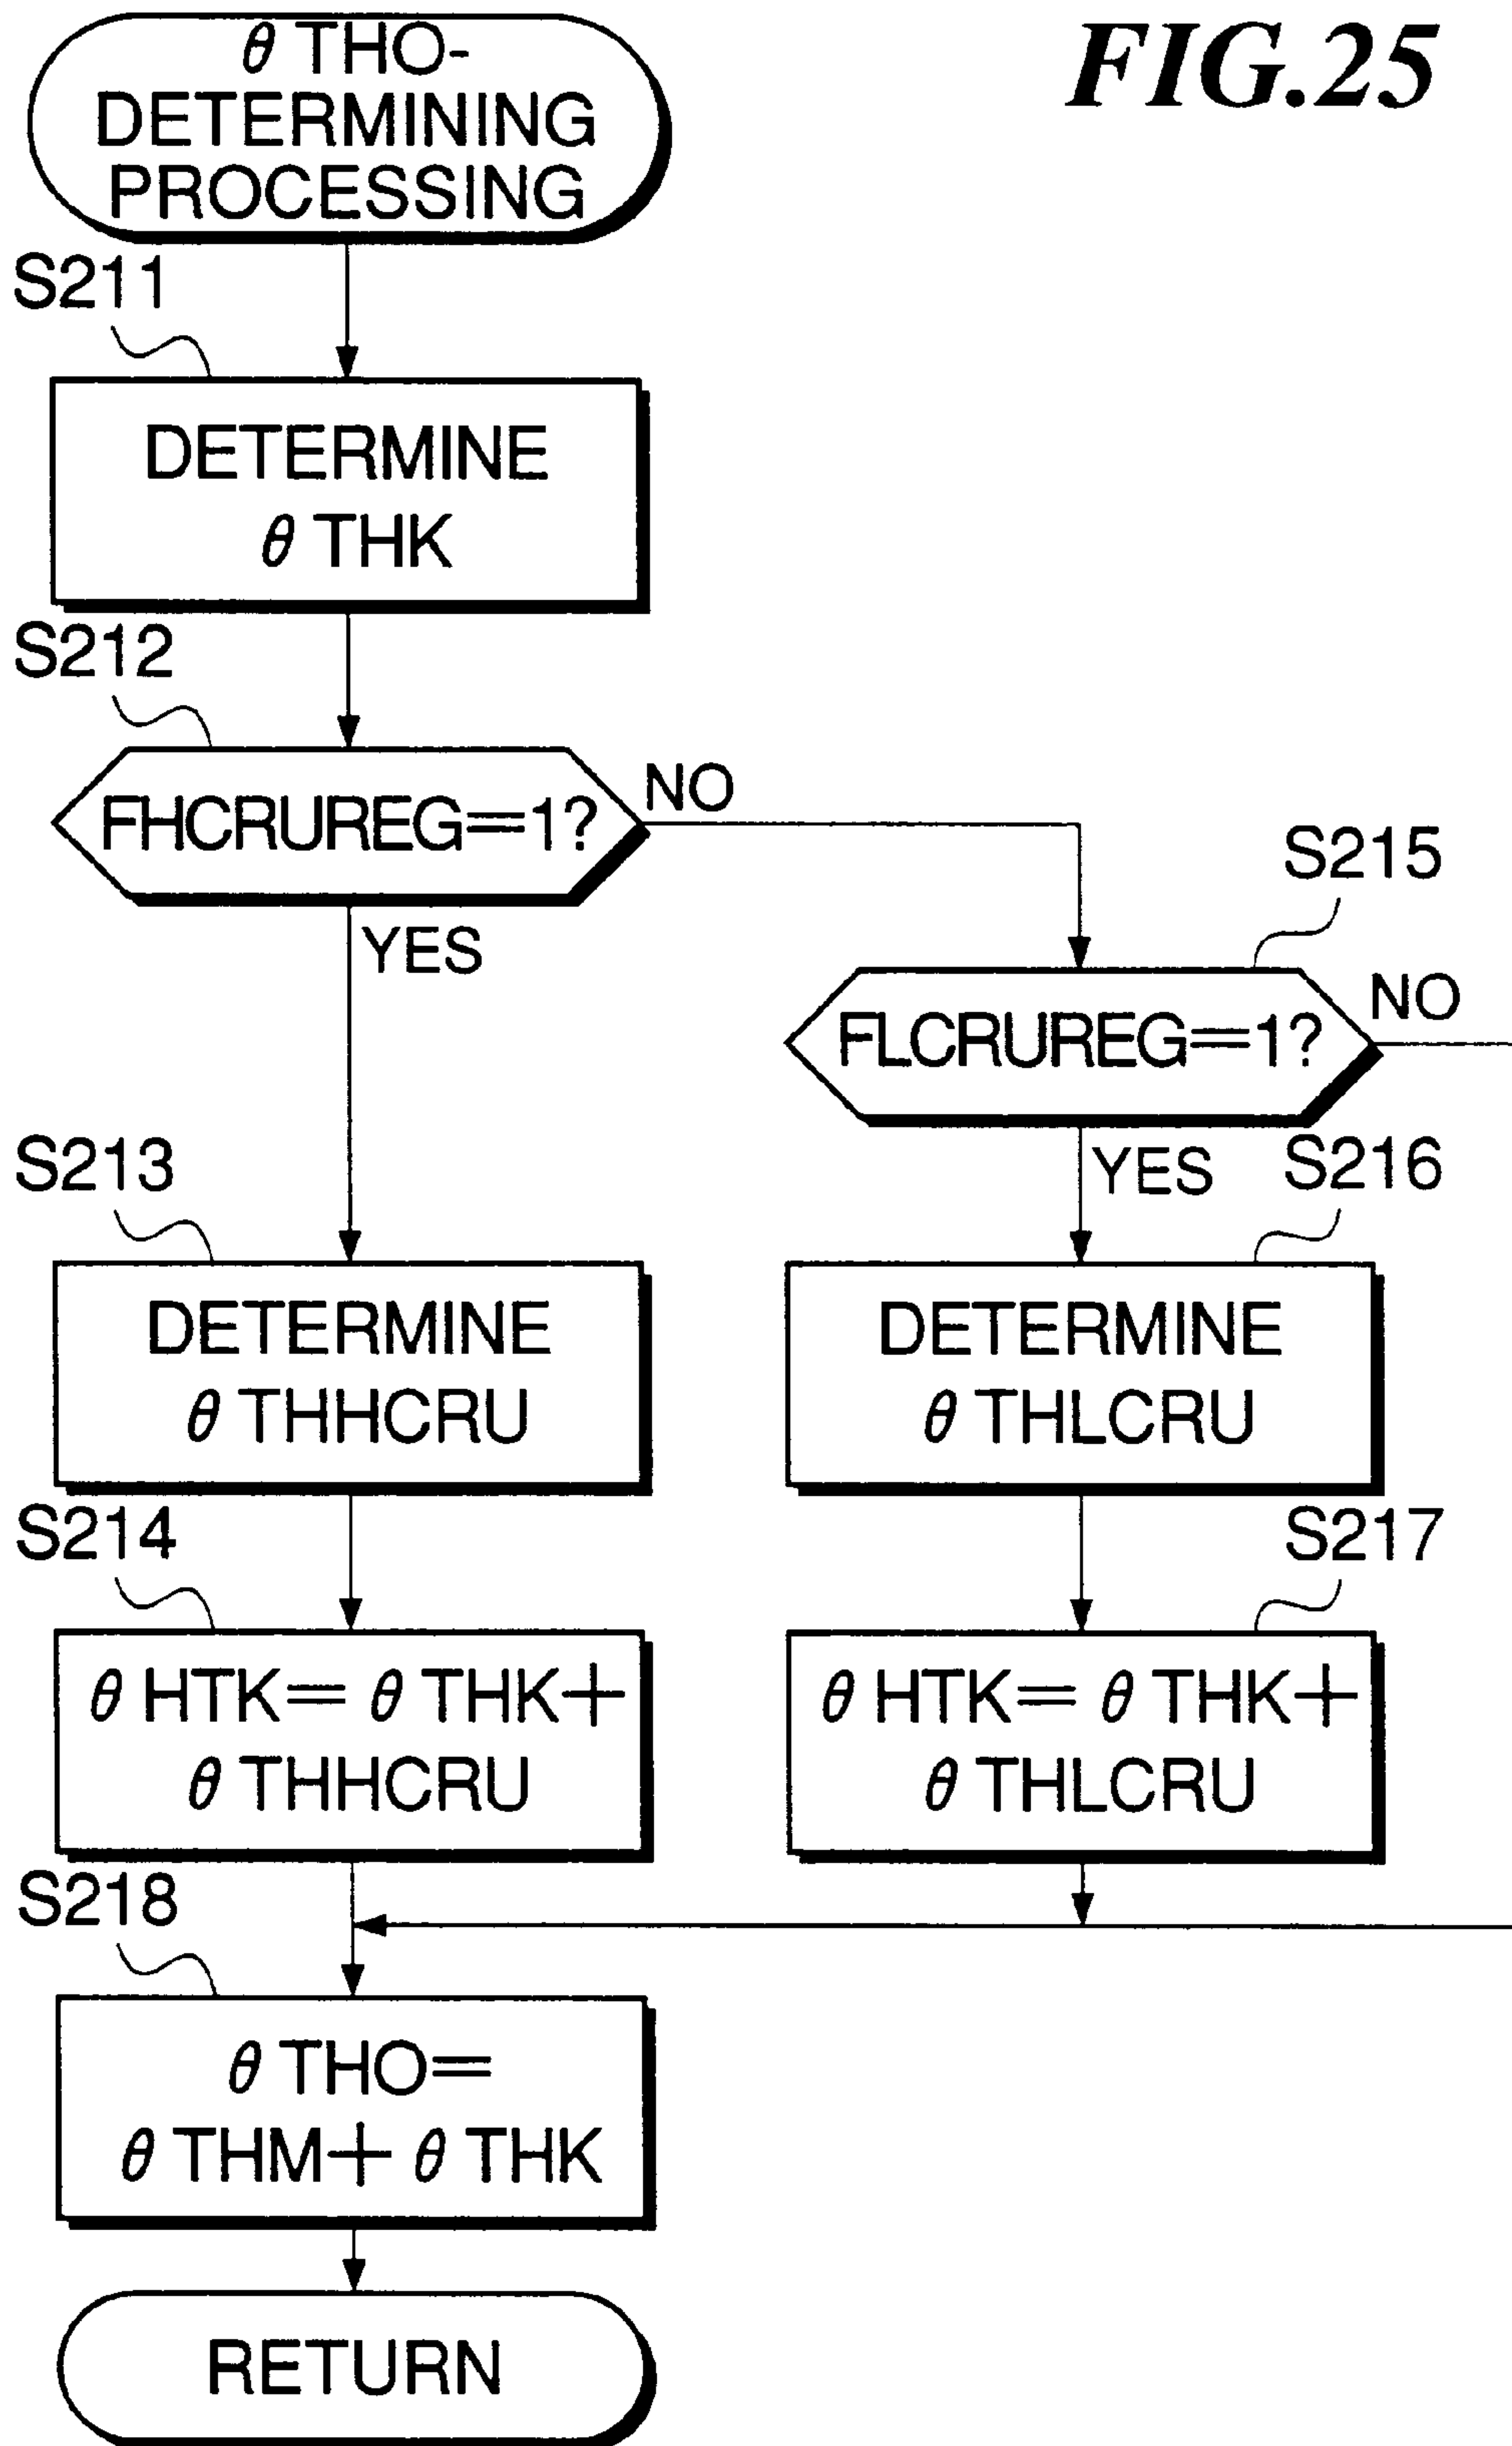 FIG.25
θ THO-
DETERMINING
PROCESSING
S211
DETERMINE
θ THK
S212
FHCRUREG=1?
NO
YES
S215
FLCRUREG=1?
NO
YES
S213
DETERMINE
θ THHCRU
S216
DETERMINE
θ THLCRU
S214
θ HTK= θ THK+
θ THHCRU
S217
θ HTK= θ THK+
θ THLCRU
S218
θ THO=
θ THM+ θ THK
RETURN